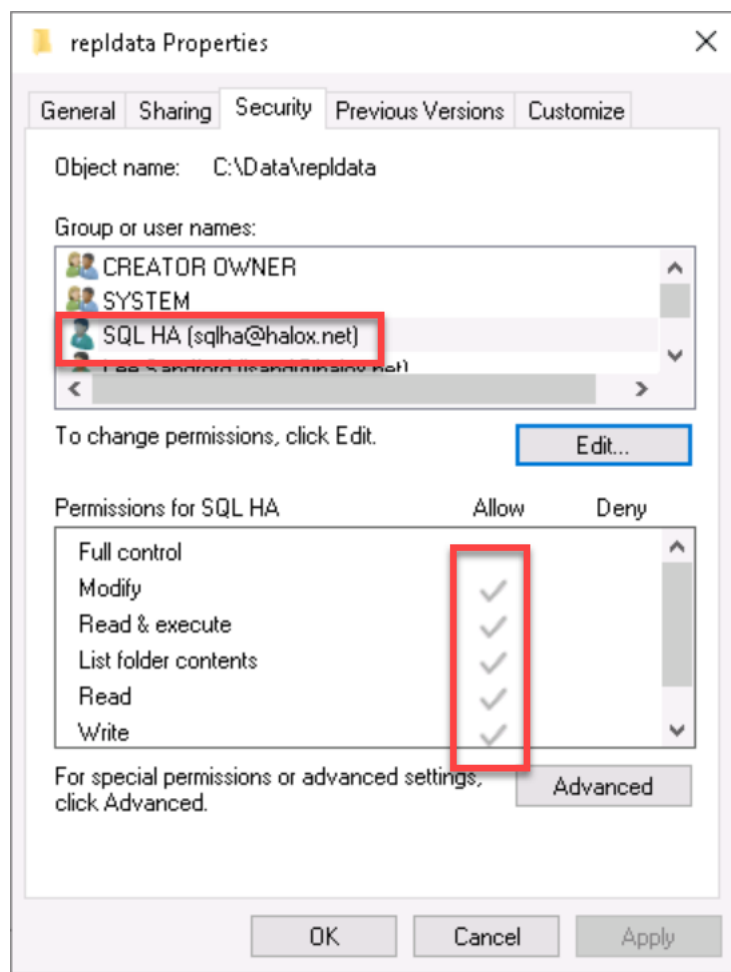 repldata Properties
General Sharing Security Previous Versions Customize
Object name: C:\Data\repldata
Group or user names:
CREATOR OWNER
SYSTEM
SQL HA (sqlha@halox.net)
Lee Sandford
To change permissions, click Edit.
Edit...
Permissions for SQL HA Allow Deny
Full control
Modify
Read & execute
List folder contents
Read
Write
For special permissions or advanced settings,
click Advanced.
Advanced
OK Cancel Apply